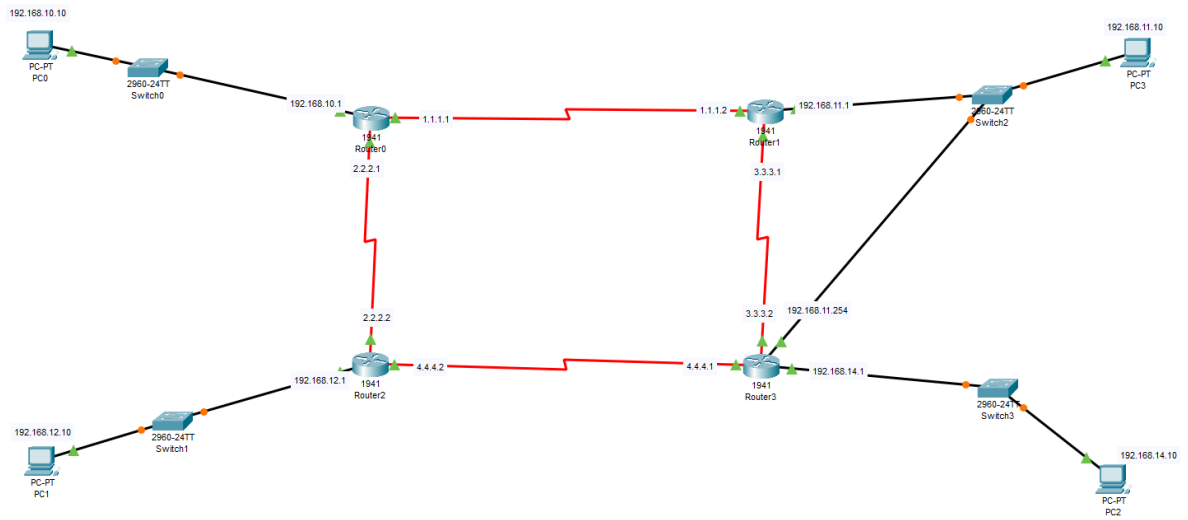 192.168.10.10
PC-PT
PC0
2960-24TT
Switch0
192.168.10.1
1941
Router0
1.1.1.1
2.2.2.1
1.1.1.2
1941
Router1
192.168.11.1
3.3.3.1
2960-24TT
Switch2
192.168.11.10
PC-PT
PC3
2.2.2.2
192.168.12.1
1941
Router2
4.4.4.2
3.3.3.2
192.168.11.254
4.4.4.1
1941
Router3
192.168.14.1
2960-24TT
Switch3
192.168.12.10
PC-PT
PC1
2960-24TT
Switch1
192.168.14.10
PC-PT
PC2